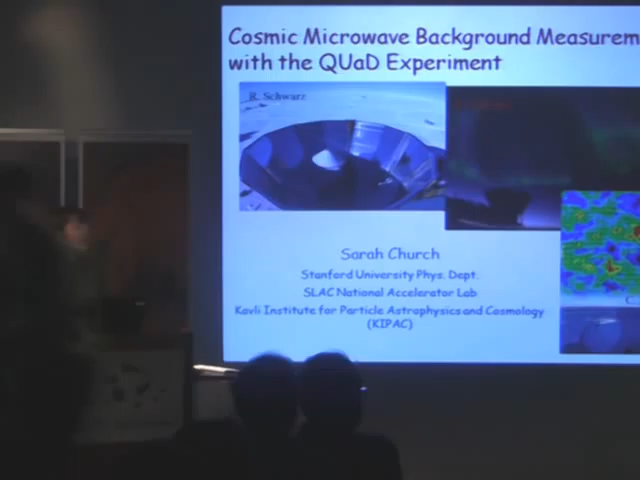 Cosmic Microwave Background Measurem
with the QUaD Experiment
R. Schwarz
Sarah Church
Stanford University Phys. Dept.
SLAC National Accelerator Lab
Kavli Institute for Particle Astrophysics and Cosmology
(KIPAC)